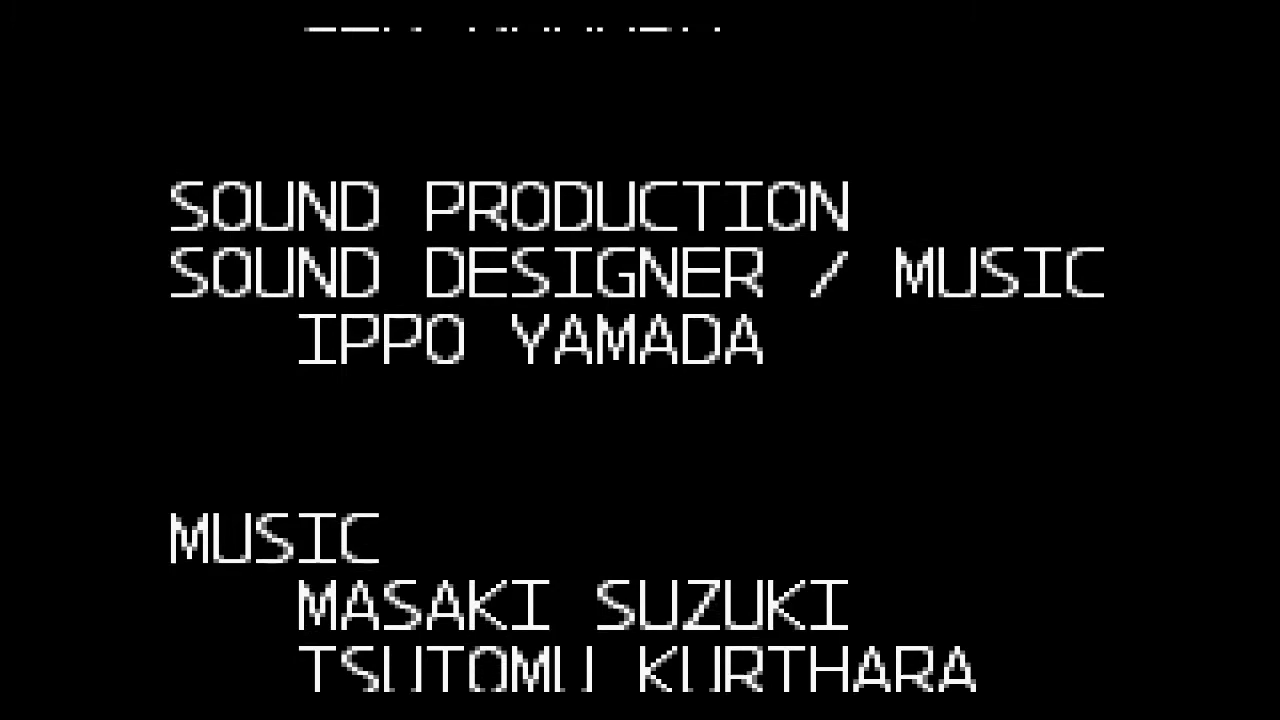 SOUND PRODUCTION
SOUND DESIGNER / MUSIC
IPPO YAMADA
MUSIC
MASAKI SUZUKI
TSUTOMU KURIHARA